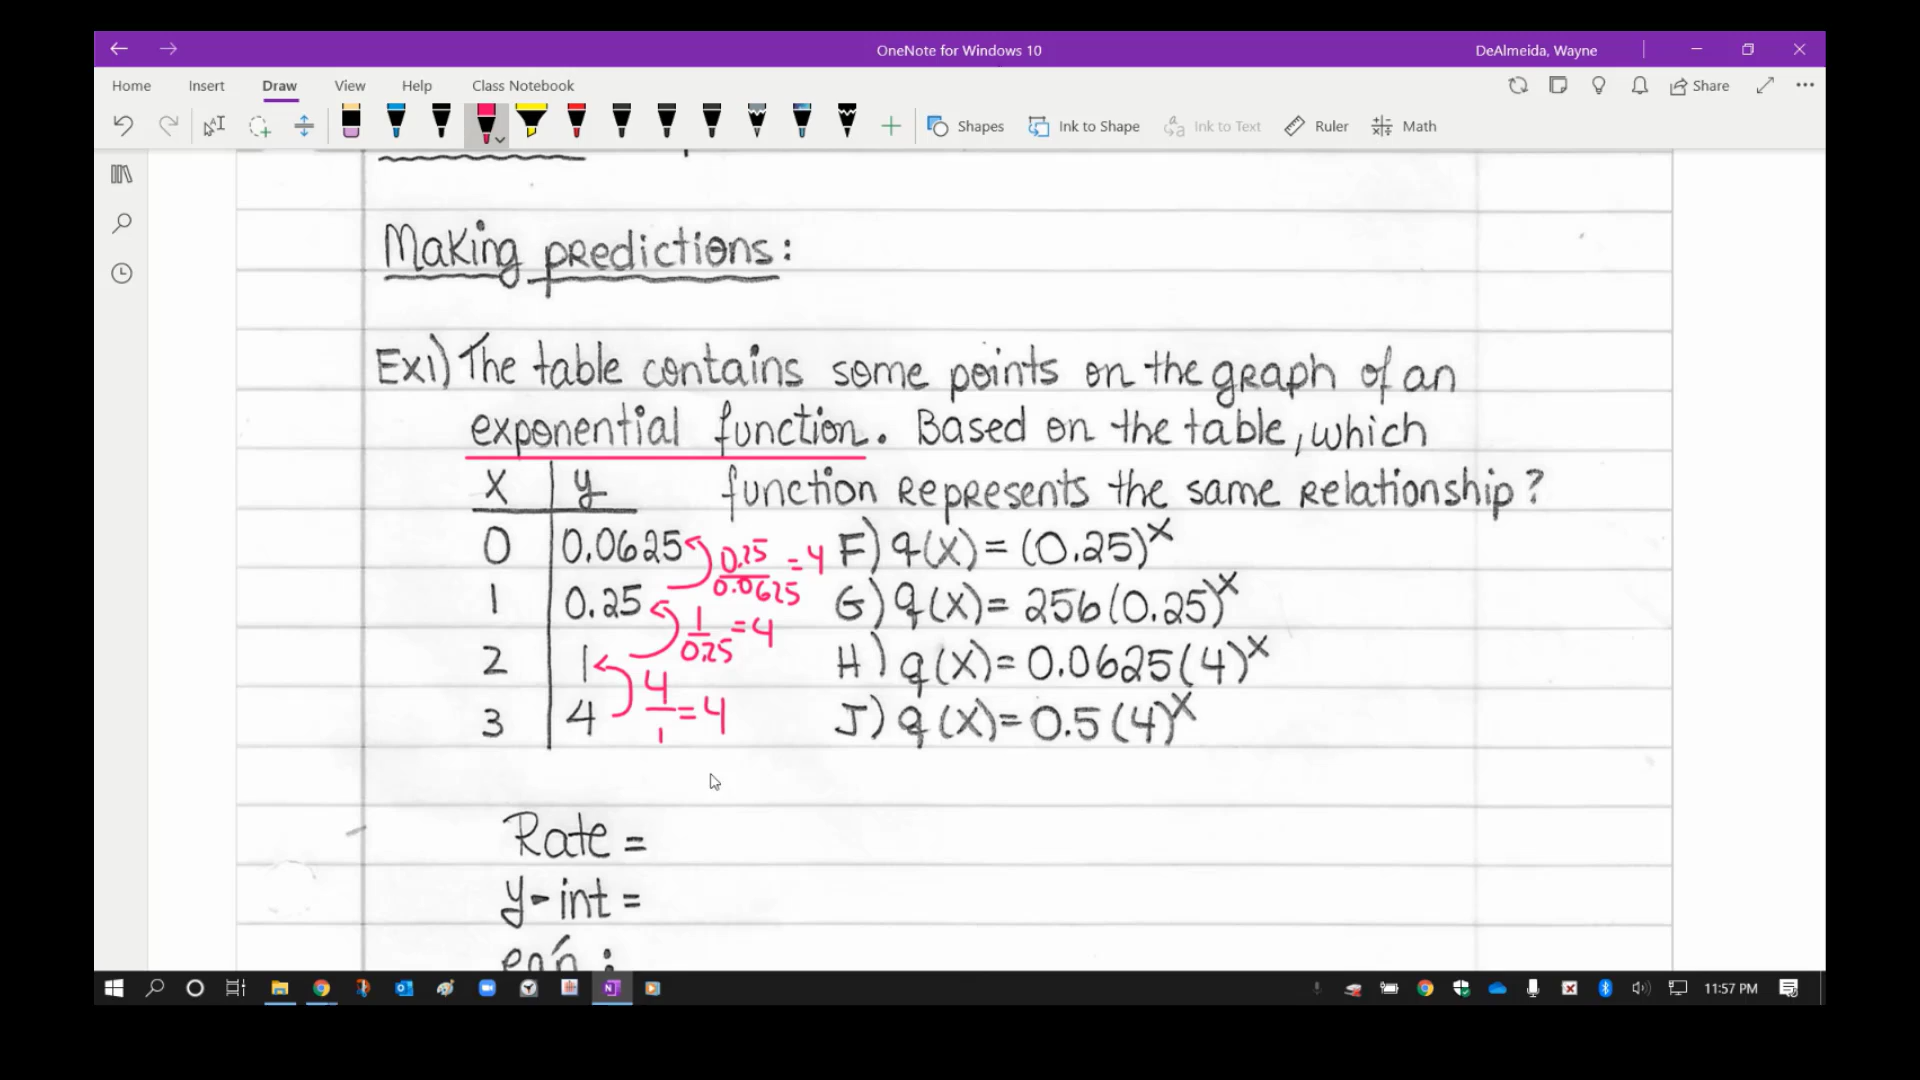 OneNote for Windows 10
DeAlmeida, Wayne
Home Insert Draw View Help Class Notebook
Share
Shapes Ink to Shape Ink to Text Ruler Math
Making predictions:
Ex1) The table contains some points on the graph of an
exponential function. Based on the table, which
function represents the same relationship?
x | y
0 | 0.0625
1 | 0.25
2 | 1
3 | 4
0.25/0.0625 = 4
1/0.25 = 4
4/1 = 4
F) q(x) = (0.25)^x
G) q(x) = 256(0.25)^x
H) q(x) = 0.0625(4)^x
J) q(x) = 0.5(4)^x
Rate =
y-int =
eq'n :
11:57 PM